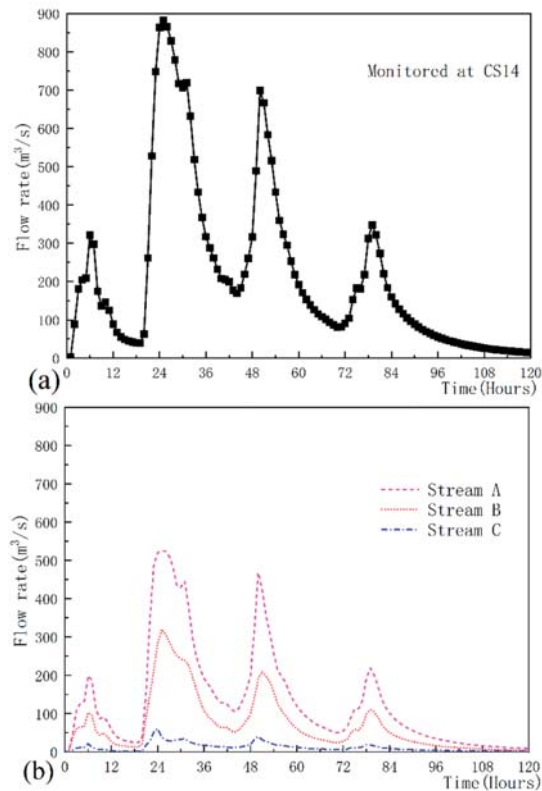 900
800
700
600
500
400
300
200
100
0
Flow rate(m³/s)
Monitored at CS14
0 12 24 36 48 60 72 84 96 108 120
Time(Hours)
(a)
900
800
700
600
500
400
300
200
100
0
Flow rate(m³/s)
Stream A
Stream B
Stream C
0 12 24 36 48 60 72 84 96 108 120
Time(Hours)
(b)